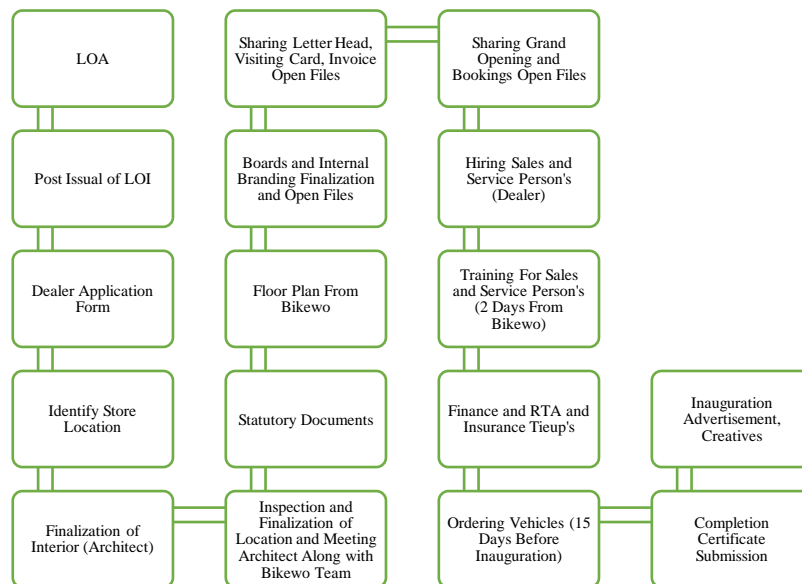 LOA
Post Issual of LOI
Dealer Application
Form
Identify Store
Location
Finalization of
Interior (Architect)
Inspection and
Finalization of
Location and Meeting
Architect Along with
Bikewo Team
Statutory Documents
Floor Plan From
Bikewo
Boards and Internal
Branding Finalization
and Open Files
Sharing Letter Head,
Visiting Card, Invoice
Open Files
Sharing Grand
Opening and
Bookings Open Files
Hiring Sales and
Service Person's
(Dealer)
Training For Sales
and Service Person's
(2 Days From
Bikewo)
Finance and RTA and
Insurance Tieup's
Ordering Vehicles (15
Days Before
Inauguration)
Completion
Certificate
Submission
Inauguration
Advertisement,
Creatives